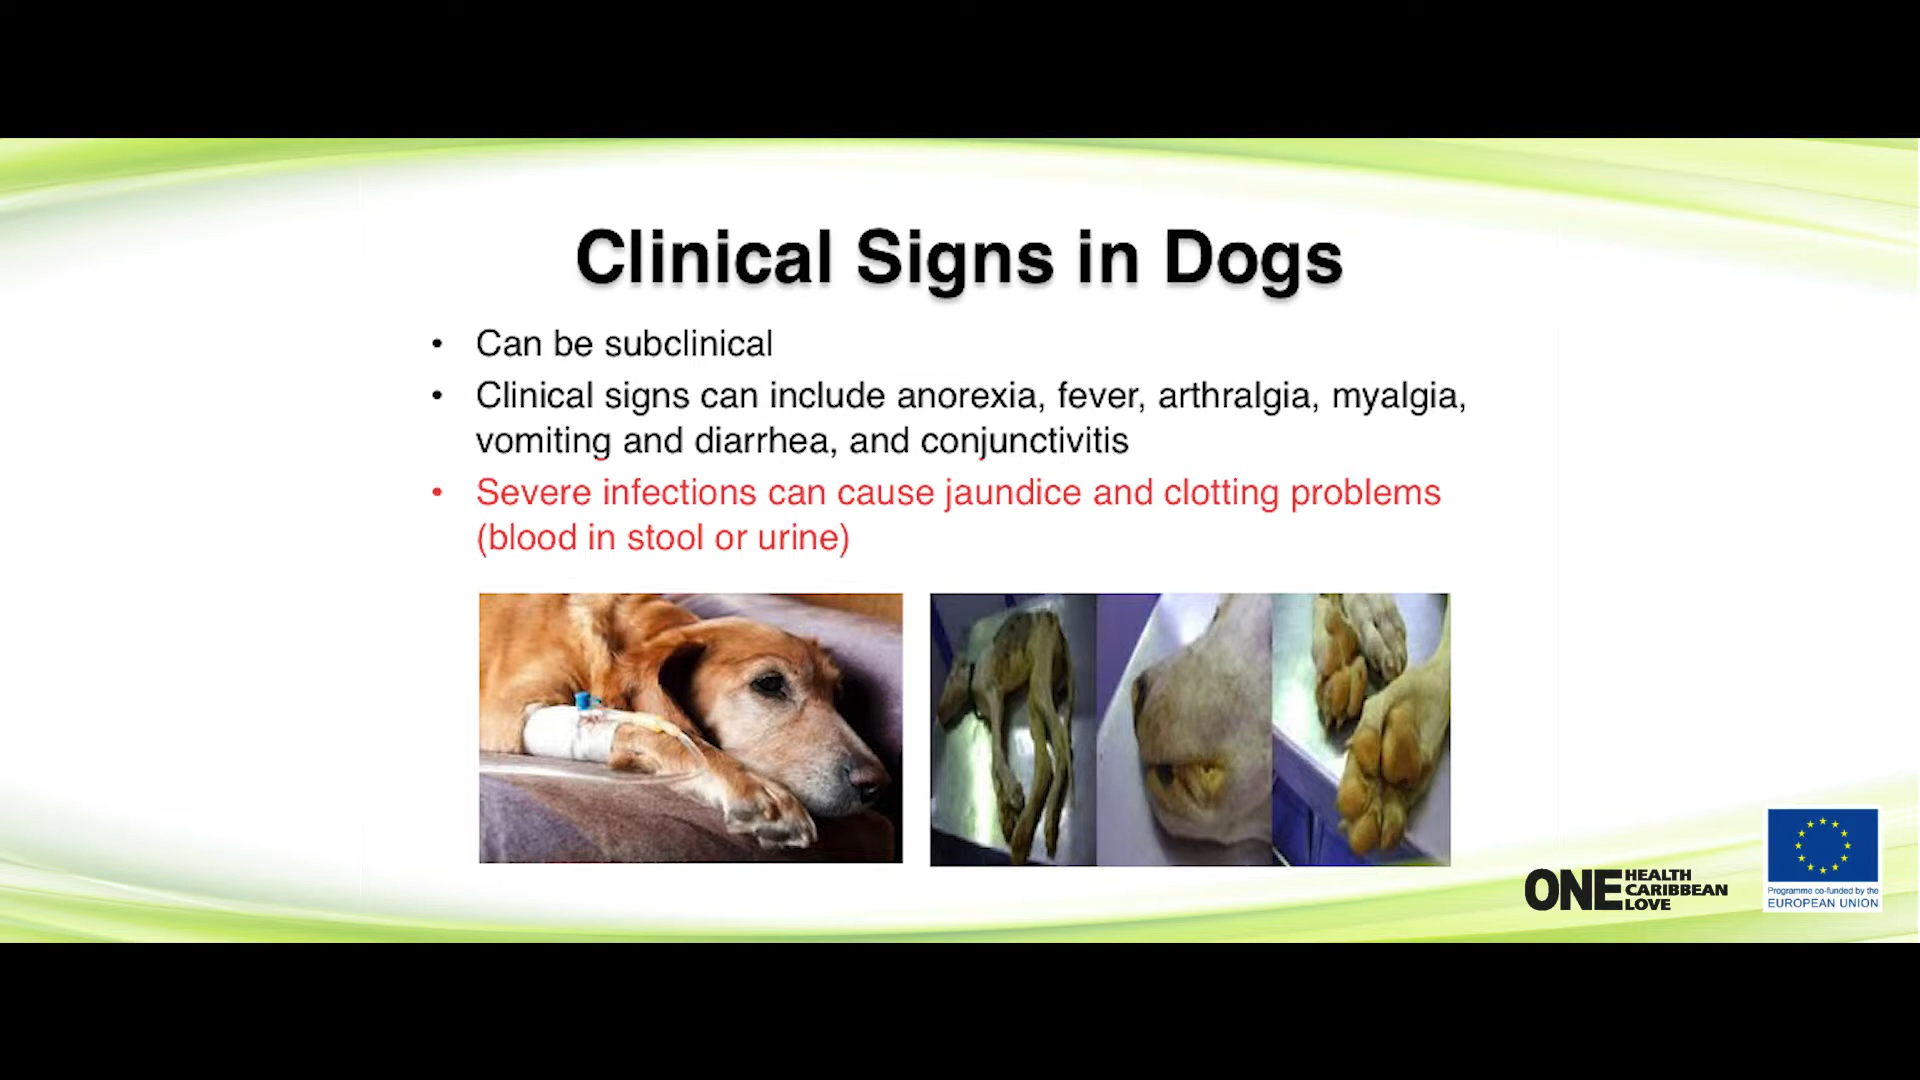 Clinical Signs in Dogs
• Can be subclinical
• Clinical signs can include anorexia, fever, arthralgia, myalgia,
vomiting and diarrhea, and conjunctivitis
• Severe infections can cause jaundice and clotting problems
(blood in stool or urine)
ONE HEALTH
CARIBBEAN
LOVE
Programme co-funded by the
EUROPEAN UNION